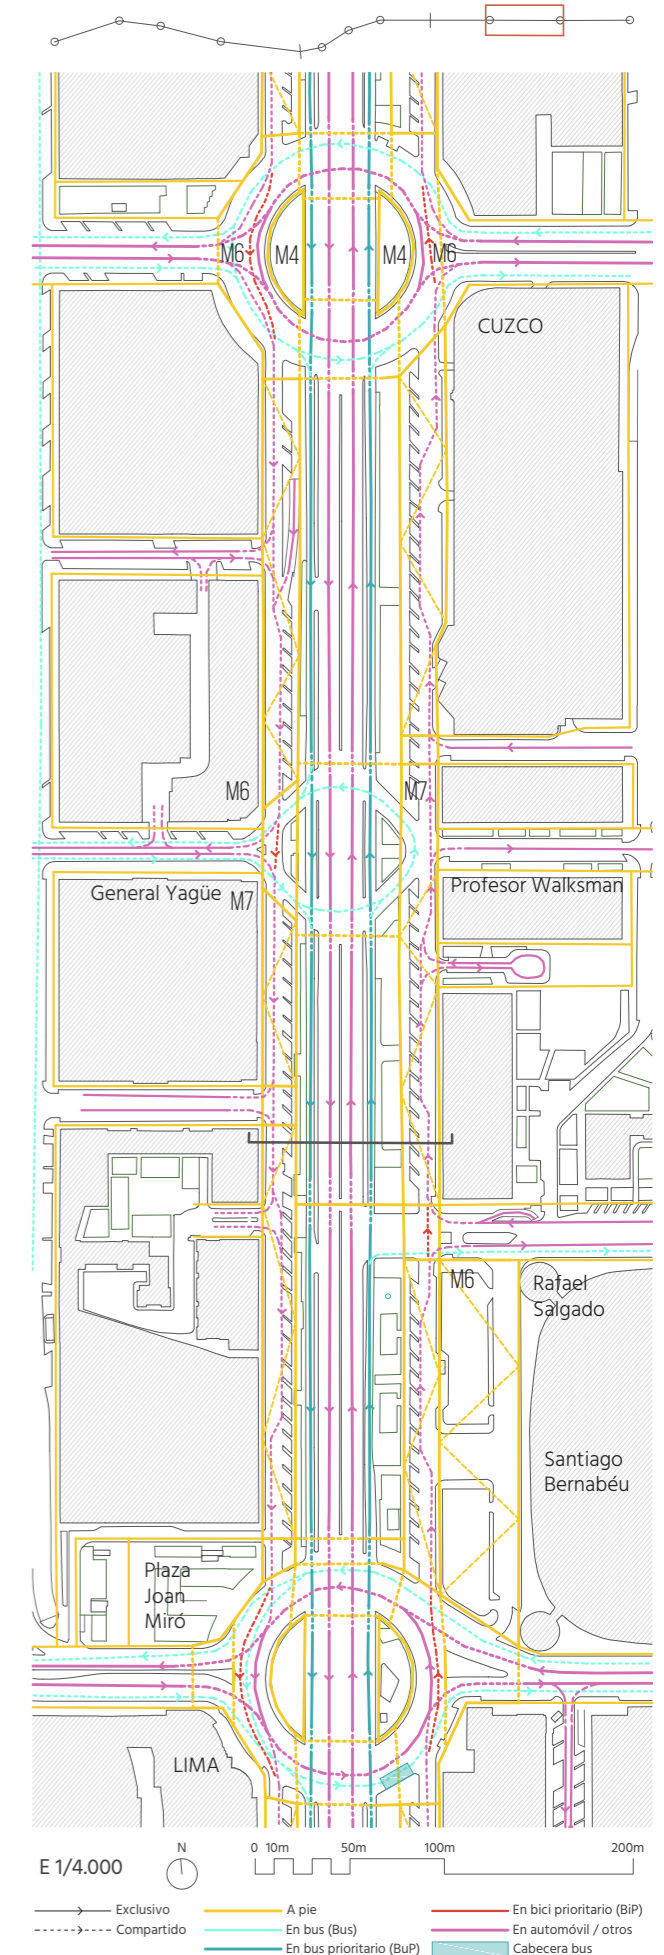 M6
M4
M4
M6
CUZCO
M6
M7
General Yagüe
M7
Profesor Walksman
M6
Rafael
Salgado
Santiago
Bernabéu
Plaza
Joan
Miró
LIMA
E 1/4.000
N
0 10m 50m 100m 200m
Exclusivo
A pie
En bici prioritario (BiP)
Compartido
En bus (Bus)
En automóvil / otros
En bus prioritario (BuP)
Cabecera bus